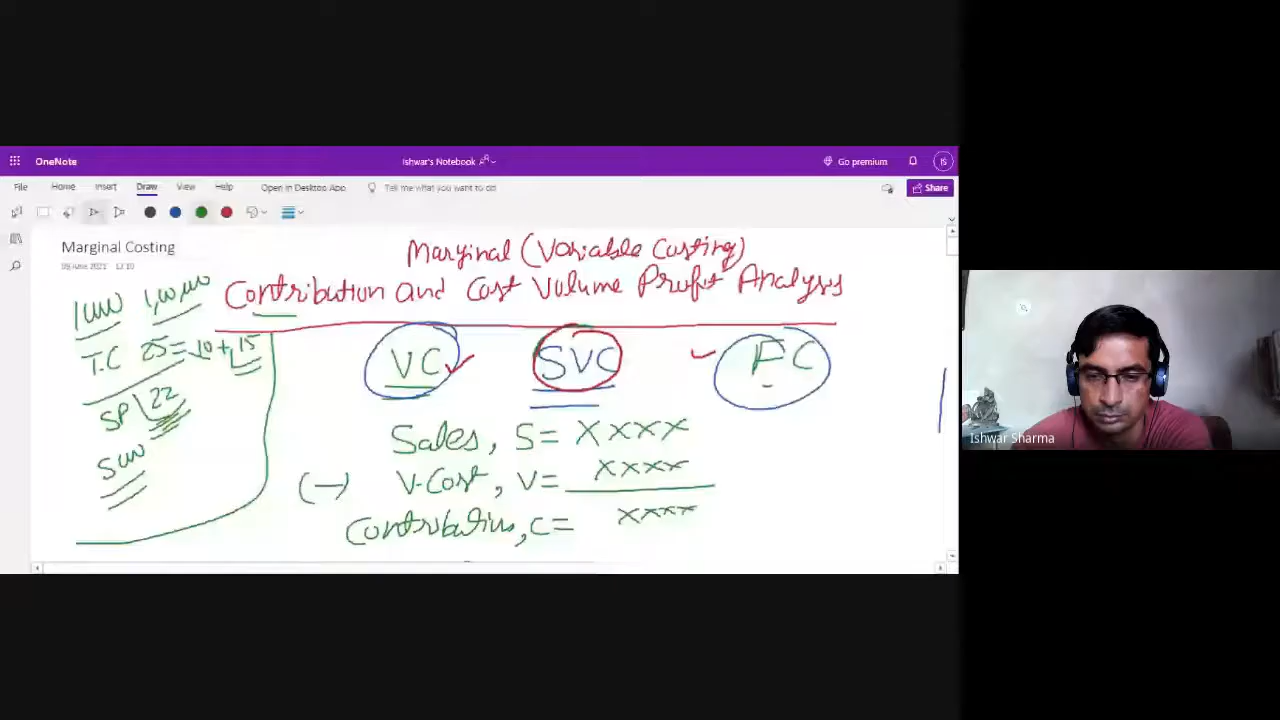 OneNote
Ishwar's Notebook
Go premium
IS
File Home Insert Draw View Help Open in Desktop App Tell me what you want to do
Share
Marginal Costing
Marginal (Variable Costing)
Contribution and Cost Volume Profit Analysis
T.C 25 = 10 + 15
SP 22
VC SVC FC
Sales, S = XXXX
(-) V.Cost, V = XXXX
Contribution, C = XXXX
Ishwar Sharma